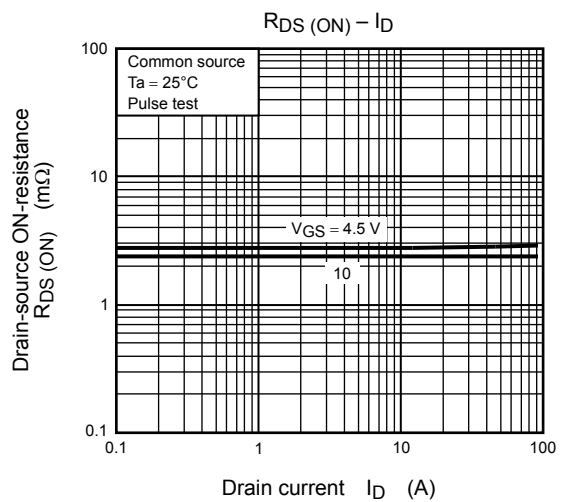 RDS (ON) – ID
Common source
Ta = 25°C
Pulse test
VGS = 4.5 V
10
Drain-source ON-resistance
RDS (ON) (mΩ)
100
10
1
0.1
0.1
1
10
100
Drain current ID (A)